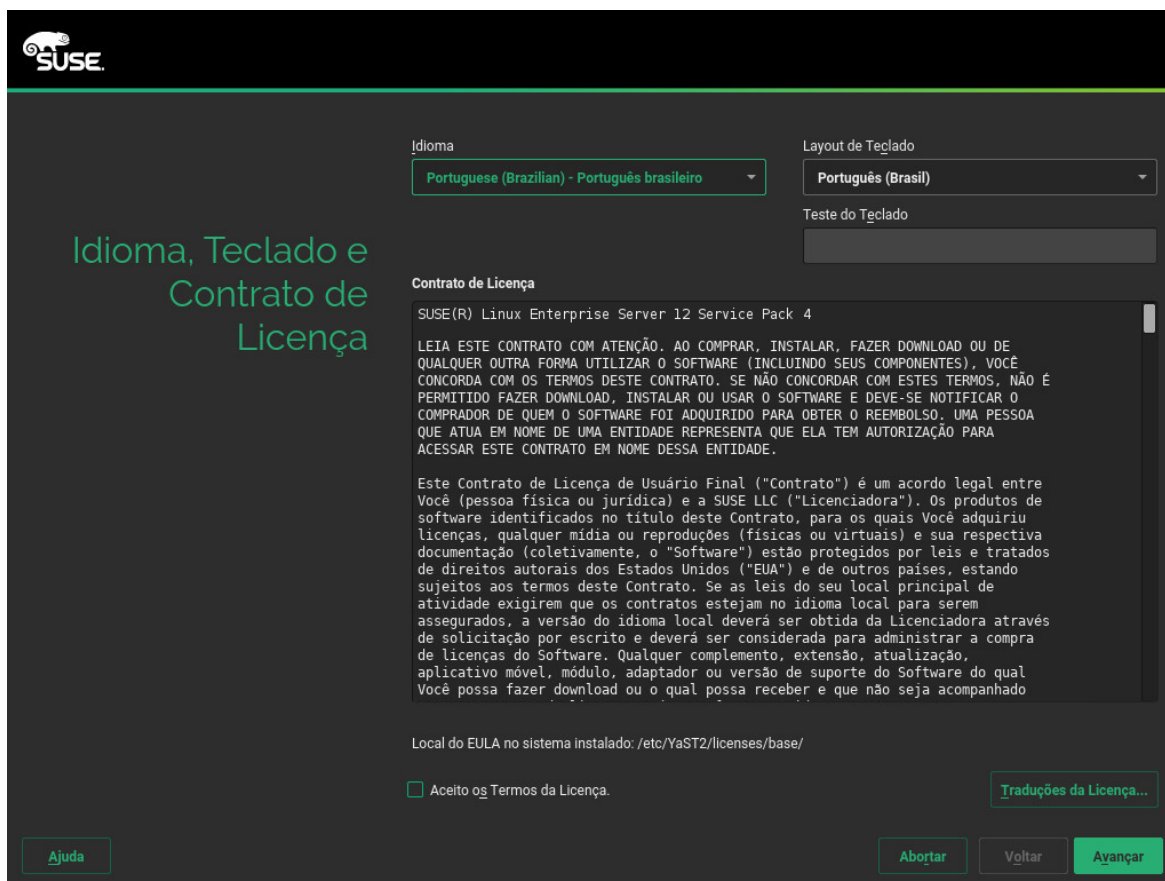 SUSE.
Idioma
Layout de Teclado
Portuguese (Brazilian) - Português brasileiro
Português (Brasil)
Teste do Teclado
Idioma, Teclado e
Contrato de
Licença
Contrato de Licença
SUSE(R) Linux Enterprise Server 12 Service Pack 4
LEIA ESTE CONTRATO COM ATENÇÃO. AO COMPRAR, INSTALAR, FAZER DOWNLOAD OU DE
QUALQUER OUTRA FORMA UTILIZAR O SOFTWARE (INCLUINDO SEUS COMPONENTES), VOCÊ
CONCORDA COM OS TERMOS DESTE CONTRATO. SE NÃO CONCORDAR COM ESTES TERMOS, NÃO É
PERMITIDO FAZER DOWNLOAD, INSTALAR OU USAR O SOFTWARE E DEVE-SE NOTIFICAR O
COMPRADOR DE QUEM O SOFTWARE FOI ADQUIRIDO PARA OBTER O REEMBOLSO. UMA PESSOA
QUE ATUA EM NOME DE UMA ENTIDADE REPRESENTA QUE ELA TEM AUTORIZAÇÃO PARA
ACESSAR ESTE CONTRATO EM NOME DESSA ENTIDADE.
Este Contrato de Licença de Usuário Final ("Contrato") é um acordo legal entre
Você (pessoa física ou jurídica) e a SUSE LLC ("Licenciadora"). Os produtos de
software identificados no título deste Contrato, para os quais Você adquiriu
licenças, qualquer mídia ou reproduções (físicas ou virtuais) e sua respectiva
documentação (coletivamente, o "Software") estão protegidos por leis e tratados
de direitos autorais dos Estados Unidos ("EUA") e de outros países, estando
sujeitos aos termos deste Contrato. Se as leis do seu local principal de
atividade exigirem que os contratos estejam no idioma local para serem
assegurados, a versão do idioma local deverá ser obtida da Licenciadora através
de solicitação por escrito e deverá ser considerada para administrar a compra
de licenças do Software. Qualquer complemento, extensão, atualização,
aplicativo móvel, módulo, adaptador ou versão de suporte do Software do qual
Você possa fazer download ou o qual possa receber e que não seja acompanhado
Local do EULA no sistema instalado: /etc/YaST2/licenses/base/
Aceito os Termos da Licença.
Traduções da Licença...
Ajuda
Abortar
Voltar
Avançar